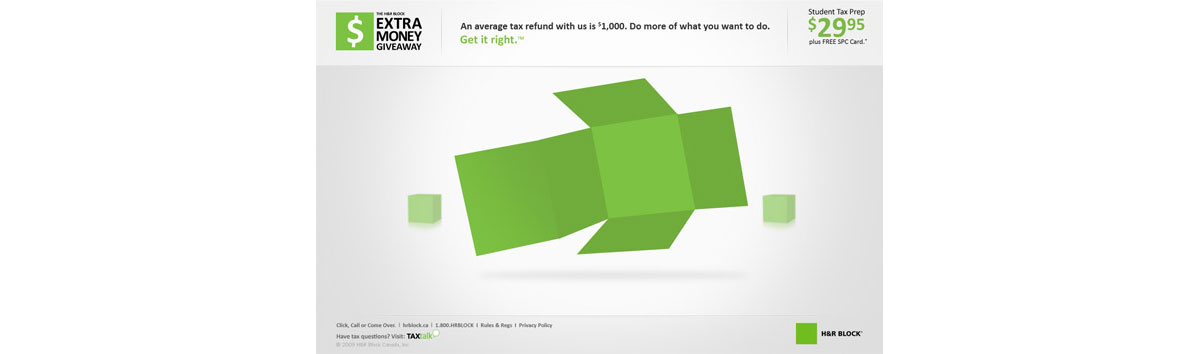 THE H&R BLOCK
EXTRA
MONEY
GIVEAWAY
$
An average tax refund with us is $1,000. Do more of what you want to do.
Get it right.™
Student Tax Prep
$29.95
plus FREE SPC Card.*
Click, Call or Come Over. | hrblock.ca | 1.800.HRBLOCK | Rules & Regs | Privacy Policy
Have tax questions? Visit: TAXtalk
© 2009 H&R Block Canada, Inc
H&R BLOCK®